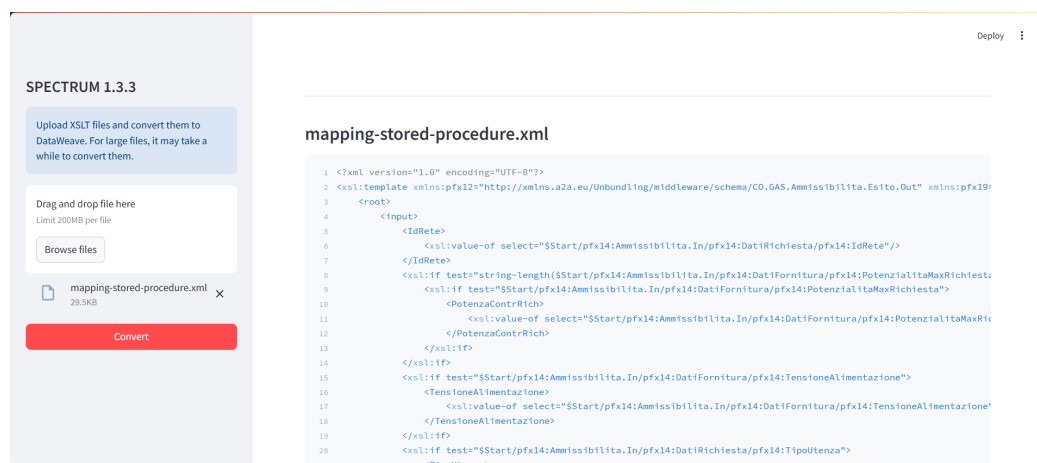 Deploy
SPECTRUM 1.3.3
Upload XSLT files and convert them to
DataWeave. For large files, it may take a
while to convert them.
Drag and drop file here
Limit 200MB per file
Browse files
mapping-stored-procedure.xml
29.5KB
Convert
mapping-stored-procedure.xml
1 <?xml version="1.0" encoding="UTF-8"?>
2 <xsl:template xmlns:pfx12="http://xmlns.a2a.eu/Unbundling/middleware/schema/CO.GAS.Ammissibilita.Esito.Out" xmlns:pfx19=
3 <root>
4 <input>
5 <IdRete>
6 <xsl:value-of select="$Start/pfx14:Ammissibilita.In/pfx14:DatiRichiesta/pfx14:IdRete"/>
7 </IdRete>
8 <xsl:if test="string-length($Start/pfx14:Ammissibilita.In/pfx14:DatiFornitura/pfx14:PotenzialitaMaxRichiesta
9 <xsl:if test="$Start/pfx14:Ammissibilita.In/pfx14:DatiFornitura/pfx14:PotenzialitaMaxRichiesta">
10 <PotenzaContrRich>
11 <xsl:value-of select="$Start/pfx14:Ammissibilita.In/pfx14:DatiFornitura/pfx14:PotenzialitaMaxRic
12 </PotenzaContrRich>
13 </xsl:if>
14 </xsl:if>
15 <xsl:if test="$Start/pfx14:Ammissibilita.In/pfx14:DatiFornitura/pfx14:TensioneAlimentazione">
16 <TensioneAlimentazione>
17 <xsl:value-of select="$Start/pfx14:Ammissibilita.In/pfx14:DatiFornitura/pfx14:TensioneAlimentazione"
18 </TensioneAlimentazione>
19 </xsl:if>
20 <xsl:if test="$Start/pfx14:Ammissibilita.In/pfx14:DatiRichiesta/pfx14:TipoUtenza">